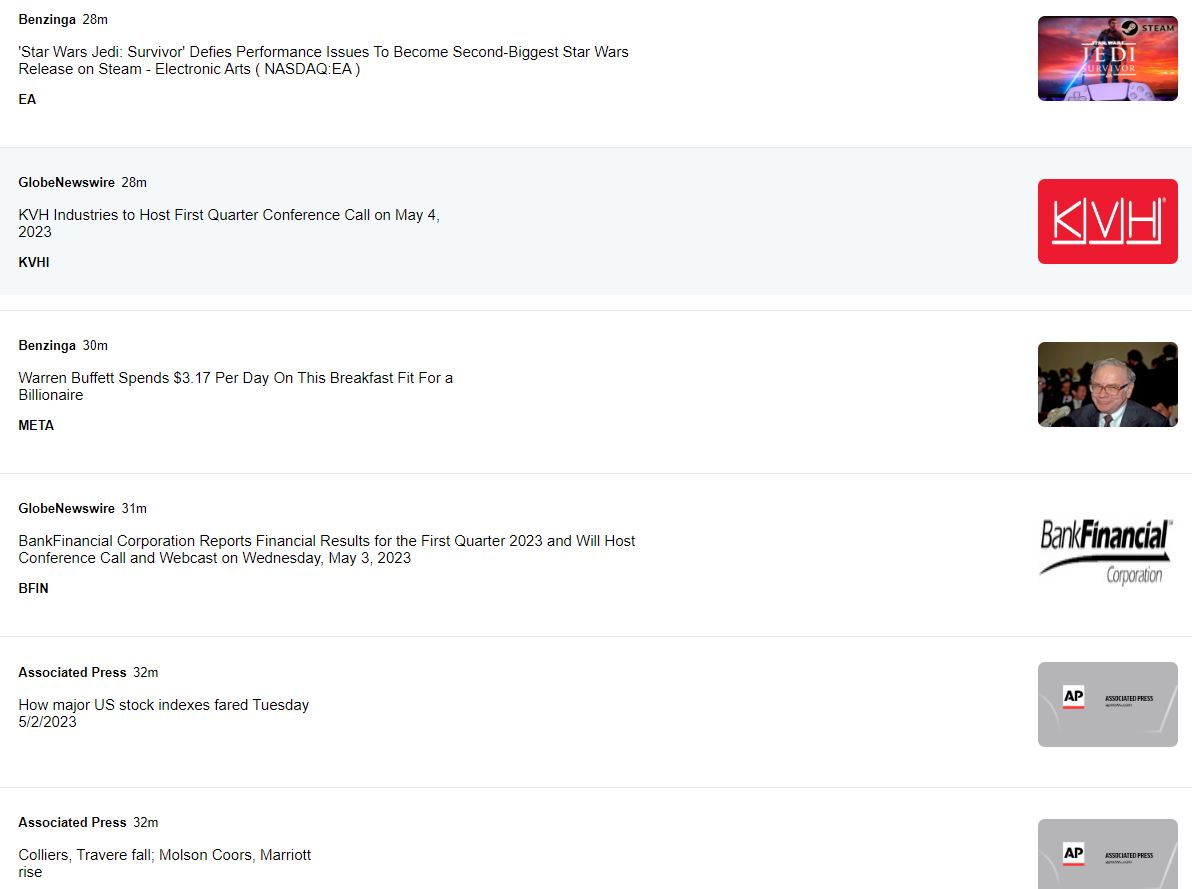 Benzinga 28m
'Star Wars Jedi: Survivor' Defies Performance Issues To Become Second-Biggest Star Wars
Release on Steam - Electronic Arts ( NASDAQ:EA )
EA
STEAM
STAR WARS
JEDI
SURVIVOR
GlobeNewswire 28m
KVH Industries to Host First Quarter Conference Call on May 4,
2023
KVHI
KVH®
Benzinga 30m
Warren Buffett Spends $3.17 Per Day On This Breakfast Fit For a
Billionaire
META
GlobeNewswire 31m
BankFinancial Corporation Reports Financial Results for the First Quarter 2023 and Will Host
Conference Call and Webcast on Wednesday, May 3, 2023
BFIN
BankFinancial
Corporation
Associated Press 32m
How major US stock indexes fared Tuesday
5/2/2023
AP
ASSOCIATED PRESS
Associated Press 32m
Colliers, Travere fall; Molson Coors, Marriott
rise
AP
ASSOCIATED PRESS